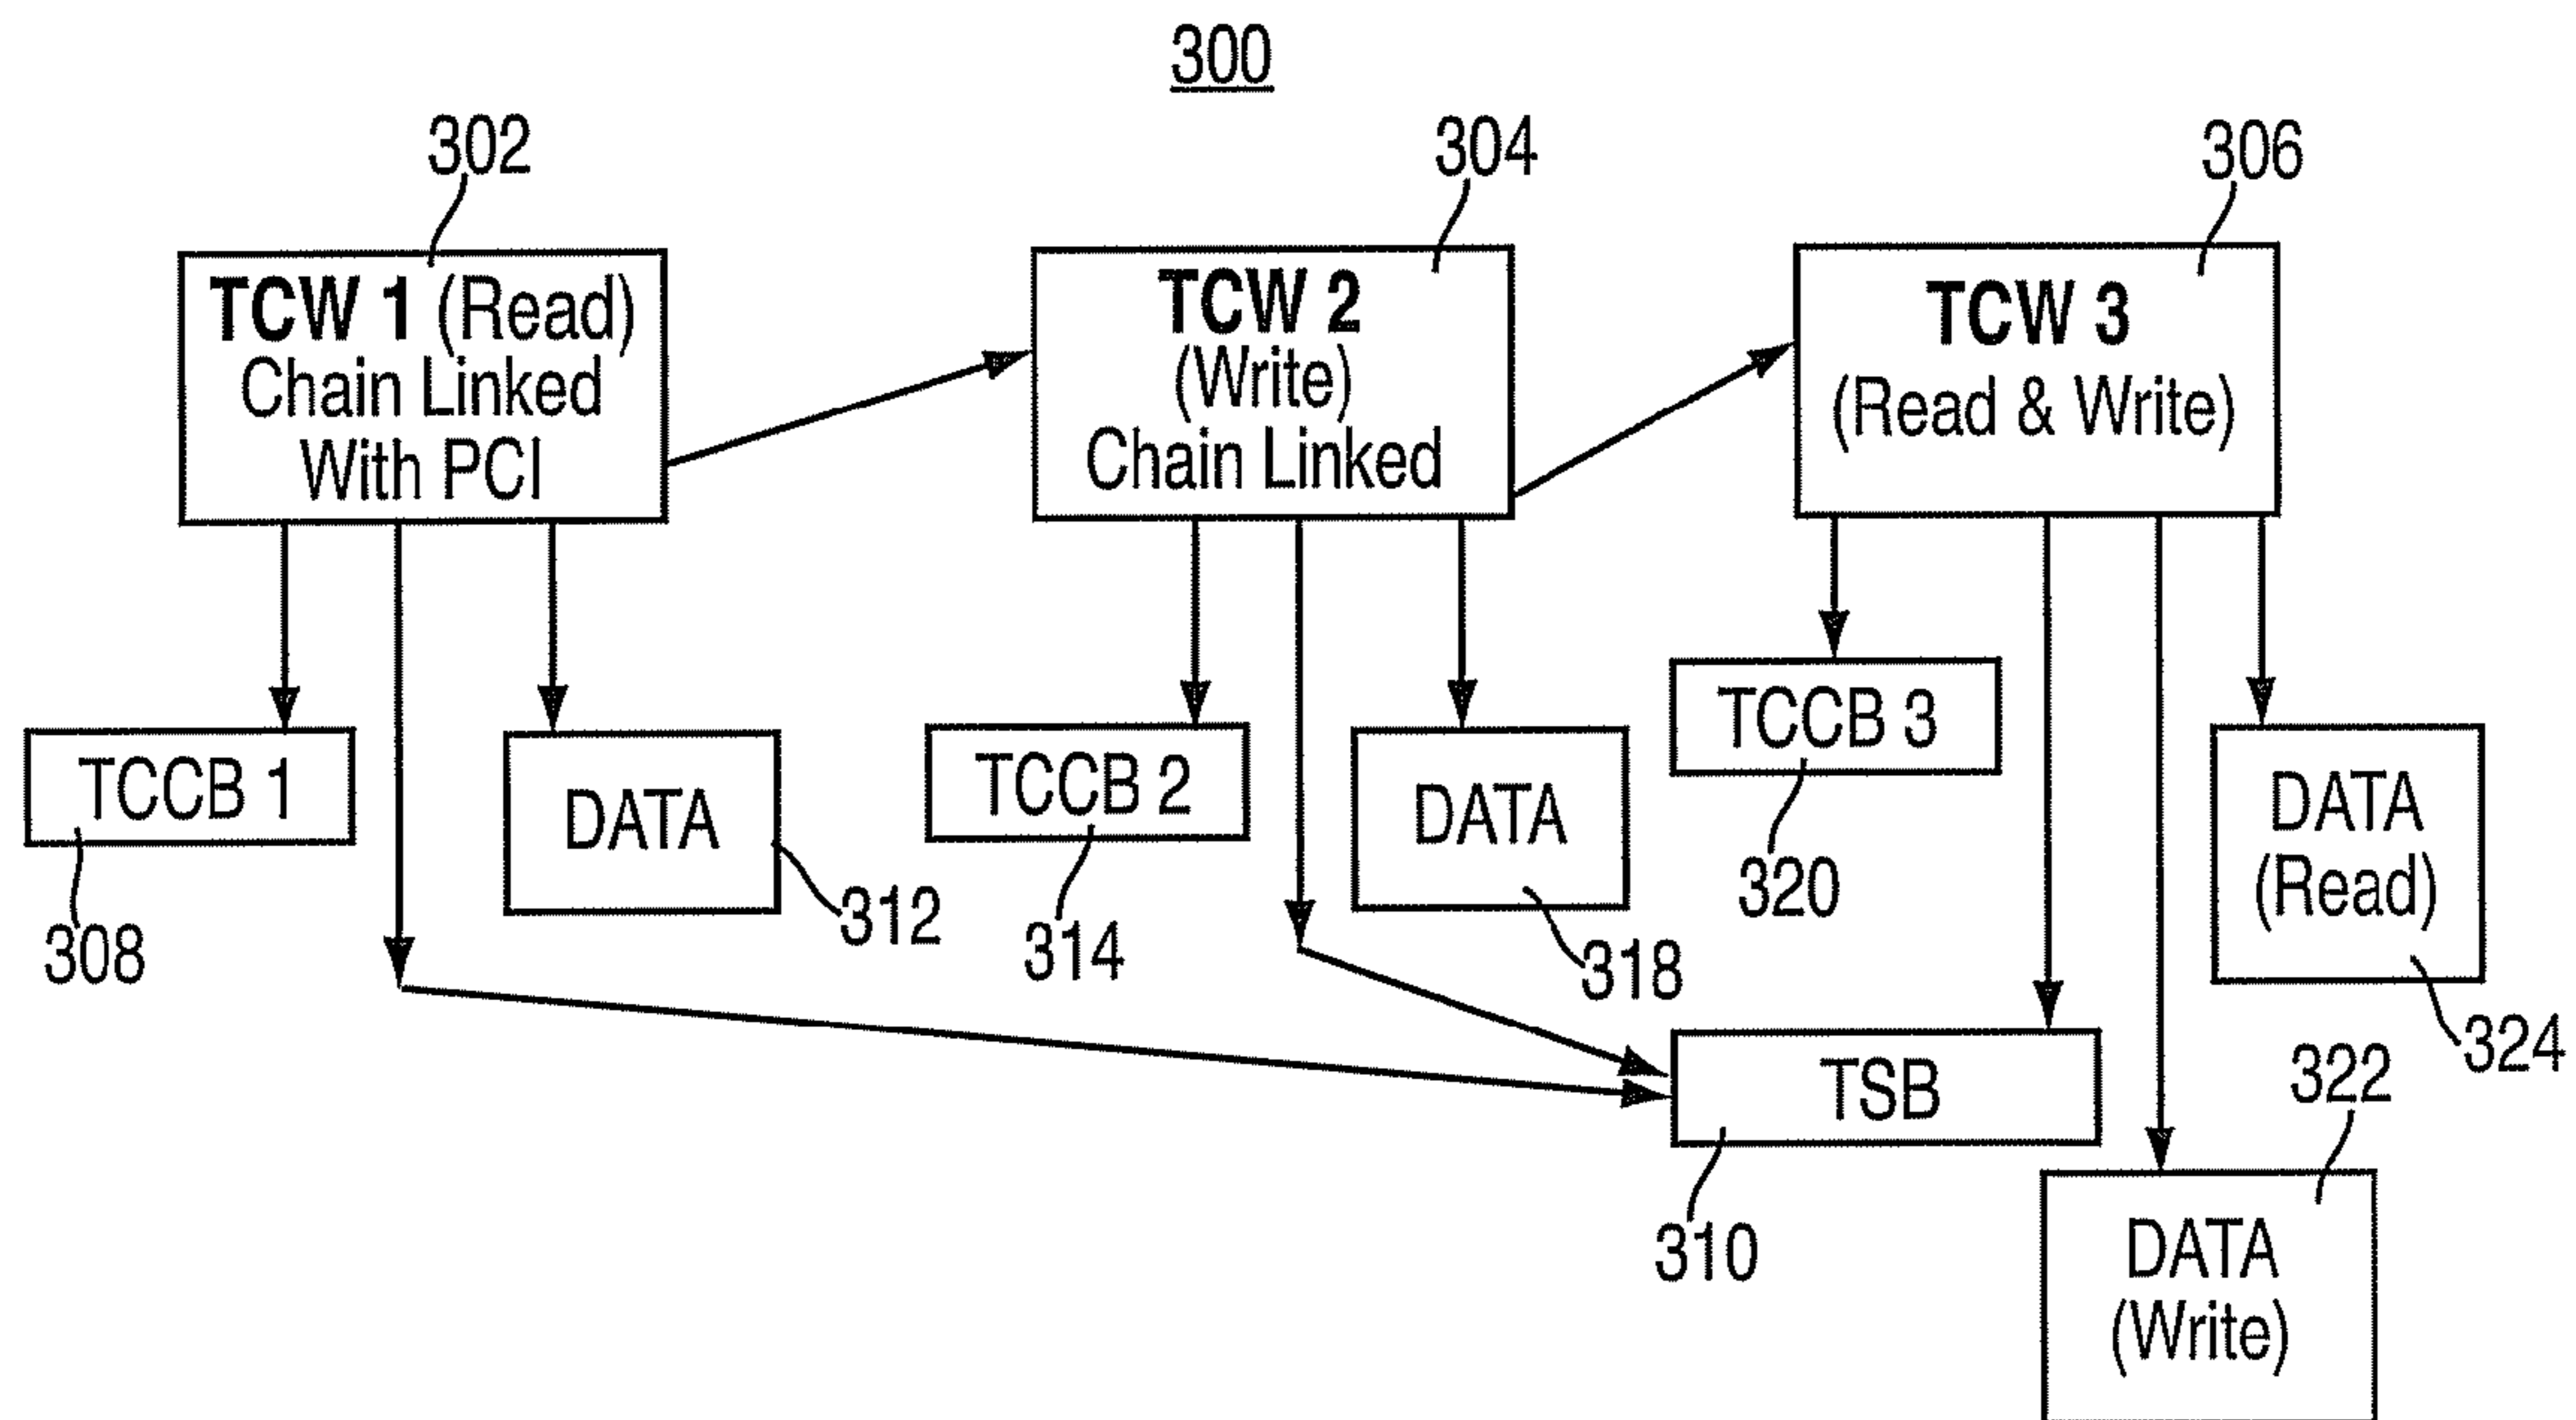 300
302
304
306
TCW 1 (Read)
Chain Linked
With PCI
TCW 2
(Write)
Chain Linked
TCW 3
(Read & Write)
TCCB 1
DATA
TCCB 2
DATA
TCCB 3
DATA
(Read)
308
312
314
318
320
324
TSB
310
322
DATA
(Write)